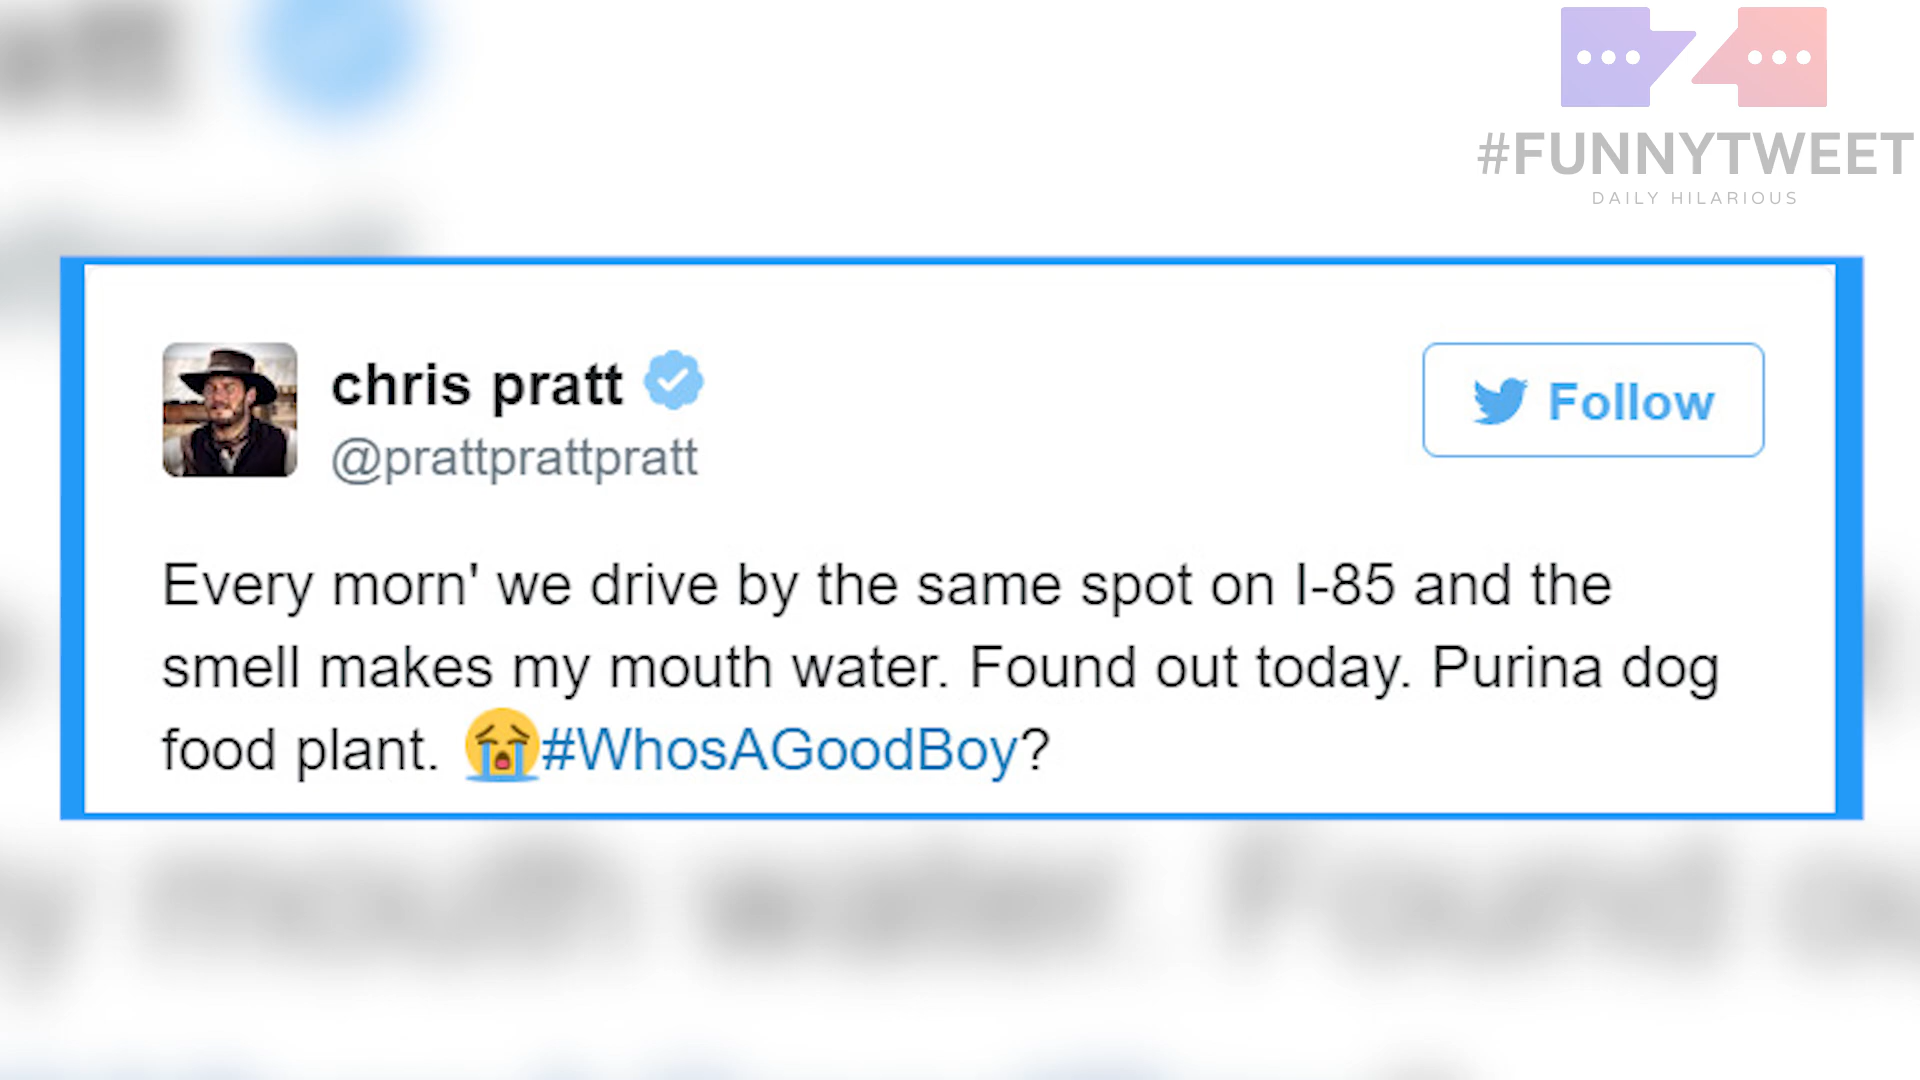 #FUNNYTWEET
DAILY HILARIOUS
chris pratt
@prattprattpratt
Follow
Every morn' we drive by the same spot on I-85 and the
smell makes my mouth water. Found out today. Purina dog
food plant. 😭#WhosAGoodBoy?